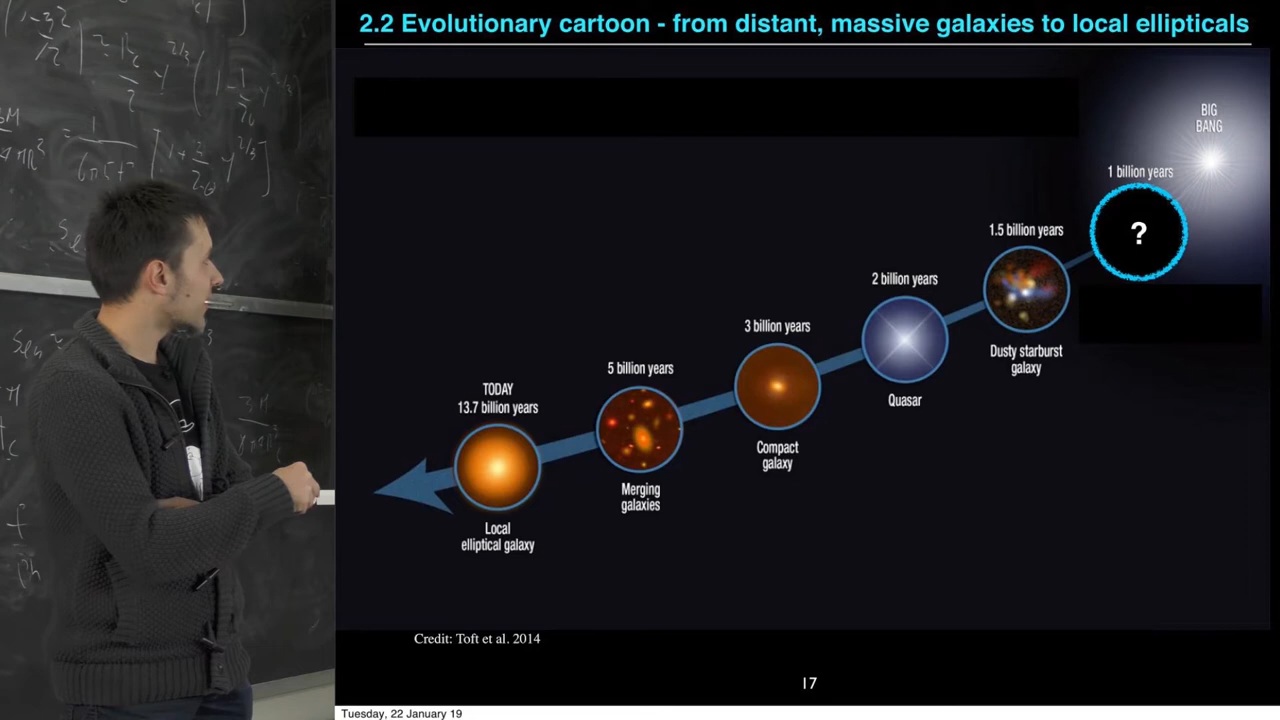 2.2 Evolutionary cartoon - from distant, massive galaxies to local ellipticals
BIG
BANG
1 billion years
?
1.5 billion years
Dusty starburst
galaxy
2 billion years
Quasar
3 billion years
Compact
galaxy
5 billion years
Merging
galaxies
TODAY
13.7 billion years
Local
elliptical galaxy
Credit: Toft et al. 2014
17
Tuesday, 22 January 19